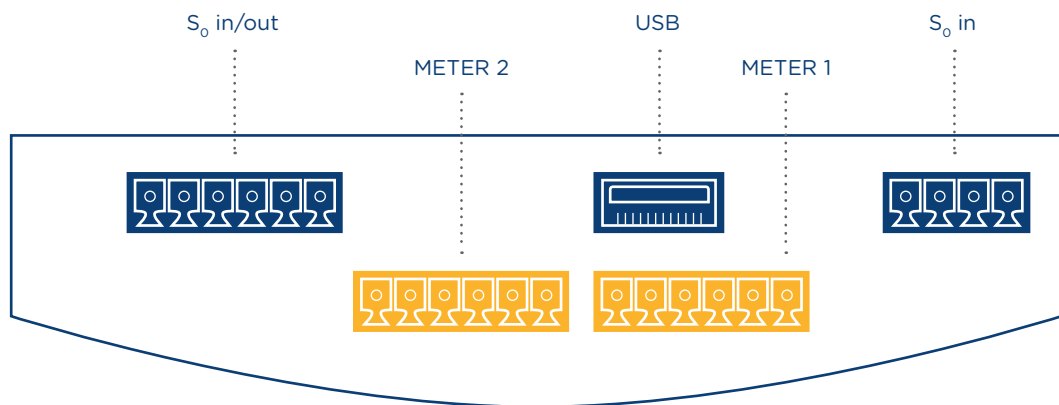 S₀ in/out
USB
S₀ in
METER 2
METER 1